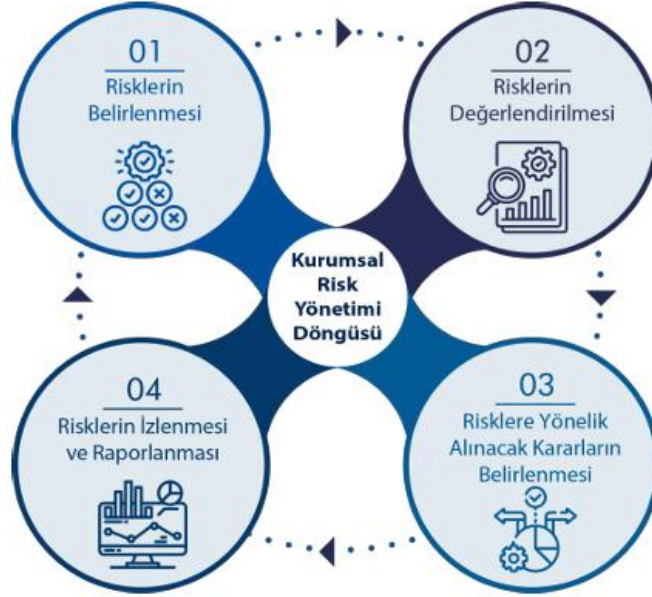 01
Risklerin
Belirlenmesi
02
Risklerin
Değerlendirilmesi
Kurumsal
Risk
Yönetimi
Döngüsü
03
Risklere Yönelik
Alınacak Kararların
Belirlenmesi
04
Risklerin İzlenmesi
ve Raporlanması